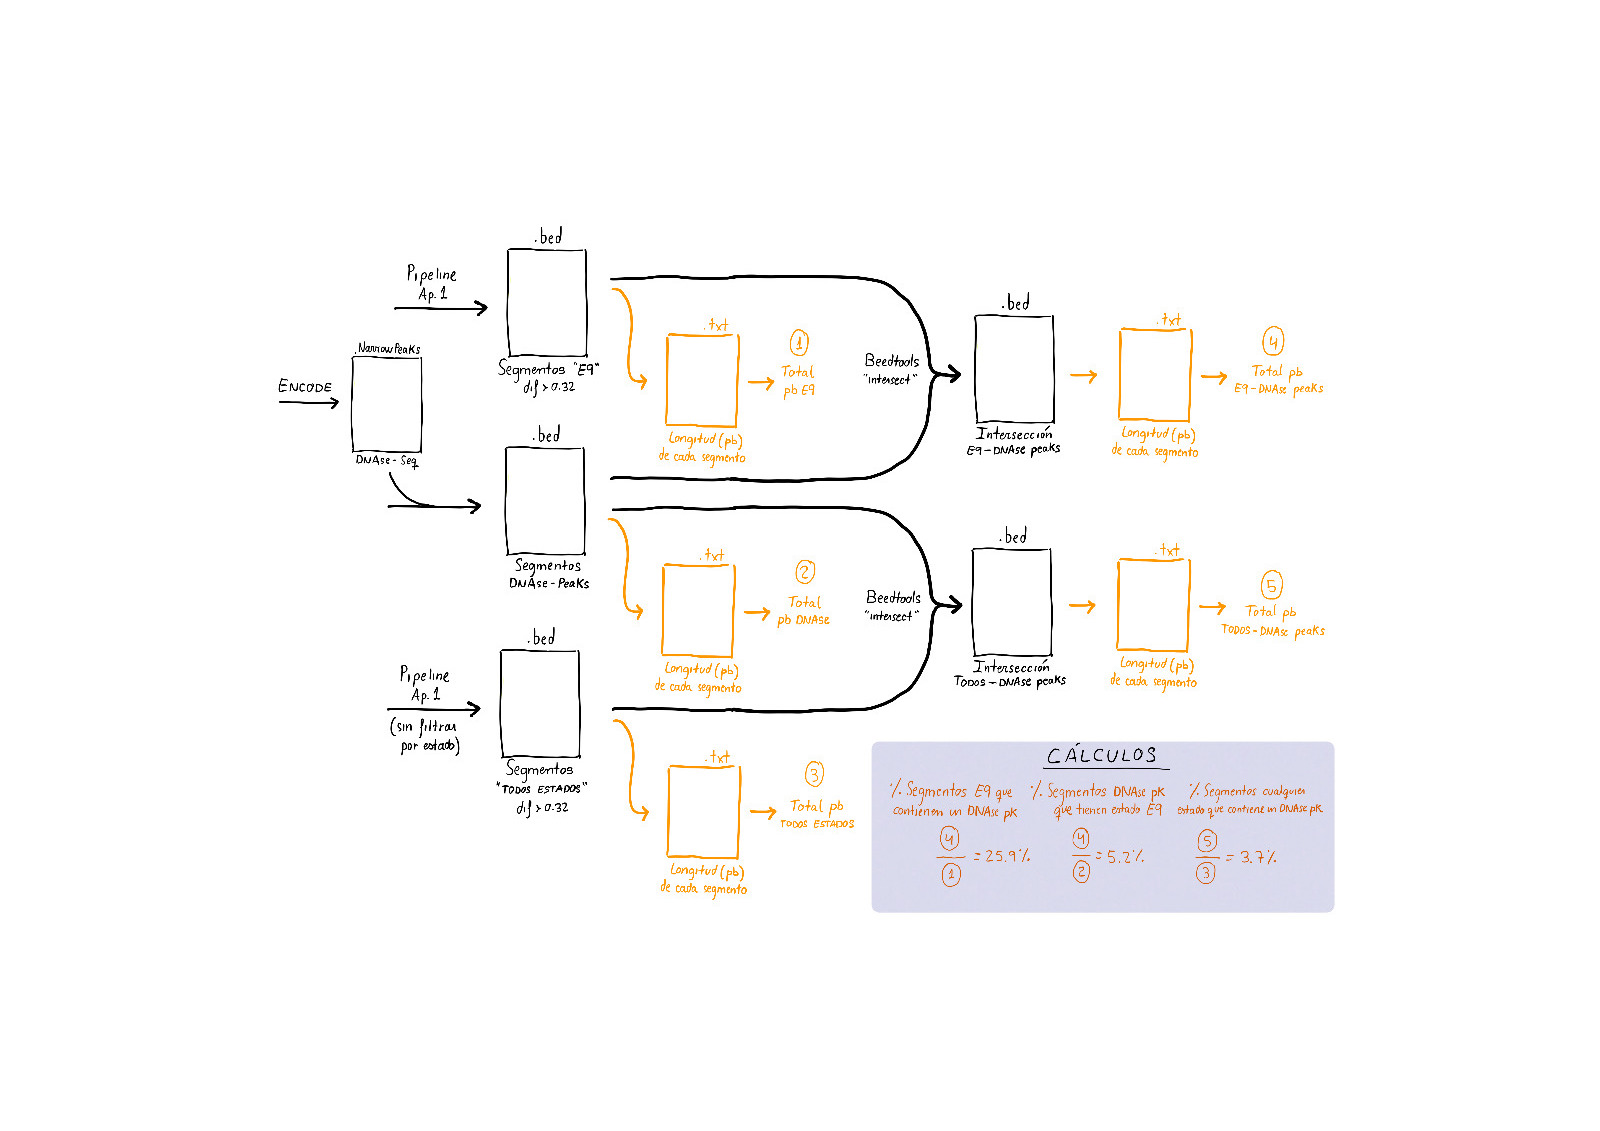 .bed
Pipeline
Ap. 1
Segmentos "E9"
dif > 0.32
.txt
1
Total
pb E9
Longitud (pb)
de cada segmento
Beedtools
"intersect"
.bed
Intersección
E9-DNAse peaks
.txt
Longitud (pb)
de cada segmento
4
Total pb
E9-DNAse peaks
ENCODE
.NarrowPeaks
DNAse-Seq
.bed
Segmentos
DNAse-Peaks
.txt
2
Total
pb DNAse
Longitud (pb)
de cada segmento
Beedtools
"intersect"
.bed
Intersección
TODOS-DNAse peaks
.txt
Longitud (pb)
de cada segmento
5
Total pb
TODOS-DNAse peaks
.bed
Pipeline
Ap. 1
(sin filtrar
por estado)
Segmentos
"TODOS ESTADOS"
dif > 0.32
.txt
3
Total pb
TODOS ESTADOS
Longitud (pb)
de cada segmento
CÁLCULOS
% Segmentos E9 que
contienen un DNAse pk
4
1
= 25.9%
% Segmentos DNAse pk
que tienen estado E9
4
2
= 5.2%
% Segmentos cualquier
estado que contiene un DNAse pk
5
3
= 3.7%